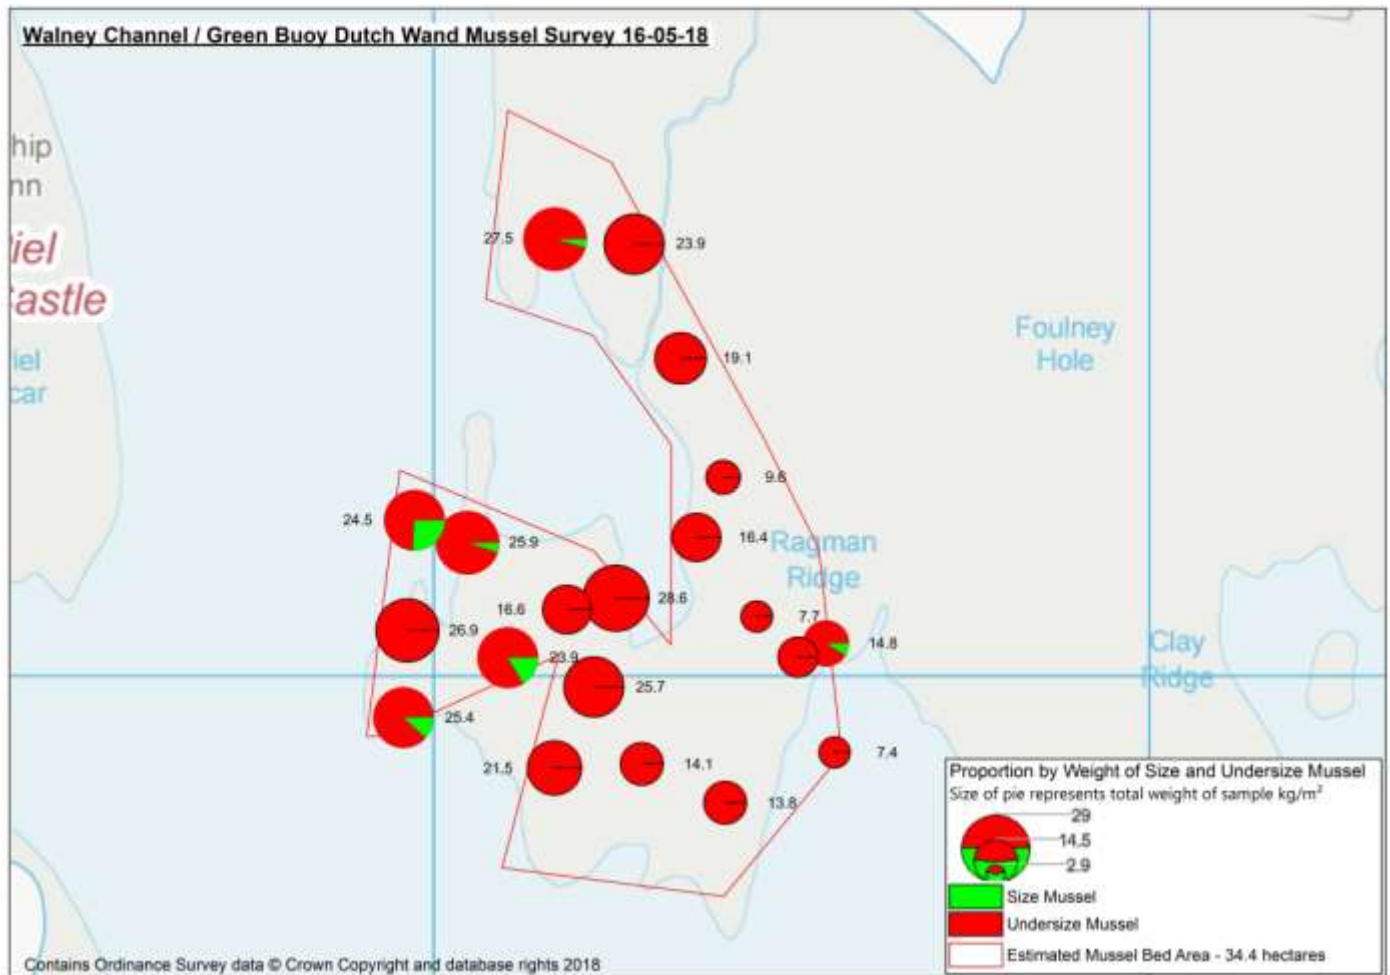 Walney Channel / Green Buoy Dutch Wand Mussel Survey 16-05-18
hip
nn
iel
astle
iel
car
27.5
23.9
19.1
Foulney
Hole
9.6
24.5
25.9
16.4
Ragman
Ridge
16.6
28.6
7.7
26.9
14.8
23.9
Clay
Ridge
25.7
25.4
7.4
21.5
14.1
13.8
Proportion by Weight of Size and Undersize Mussel
Size of pie represents total weight of sample kg/m²
29
14.5
2.9
Size Mussel
Undersize Mussel
Estimated Mussel Bed Area - 34.4 hectares
Contains Ordinance Survey data © Crown Copyright and database rights 2018